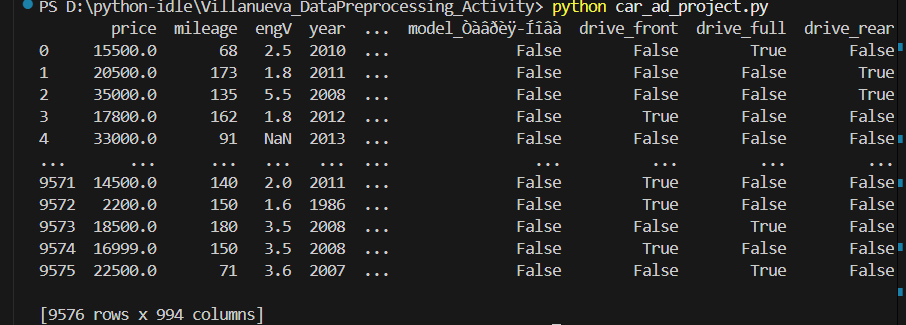 PS D:\python-idle\Villanueva_DataPreprocessing_Activity> python car_ad_project.py
price mileage engV year ... model_Òàâðèÿ-Íîâà drive_front drive_full drive_rear
0 15500.0 68 2.5 2010 ... False False True False
1 20500.0 173 1.8 2011 ... False False False True
2 35000.0 135 5.5 2008 ... False False False True
3 17800.0 162 1.8 2012 ... False True False False
4 33000.0 91 NaN 2013 ... False False False False
... ... ... ... ... ... ... ... ... ...
9571 14500.0 140 2.0 2011 ... False True False False
9572 2200.0 150 1.6 1986 ... False True False False
9573 18500.0 180 3.5 2008 ... False False True False
9574 16999.0 150 3.5 2008 ... False True False False
9575 22500.0 71 3.6 2007 ... False False True False
[9576 rows x 994 columns]